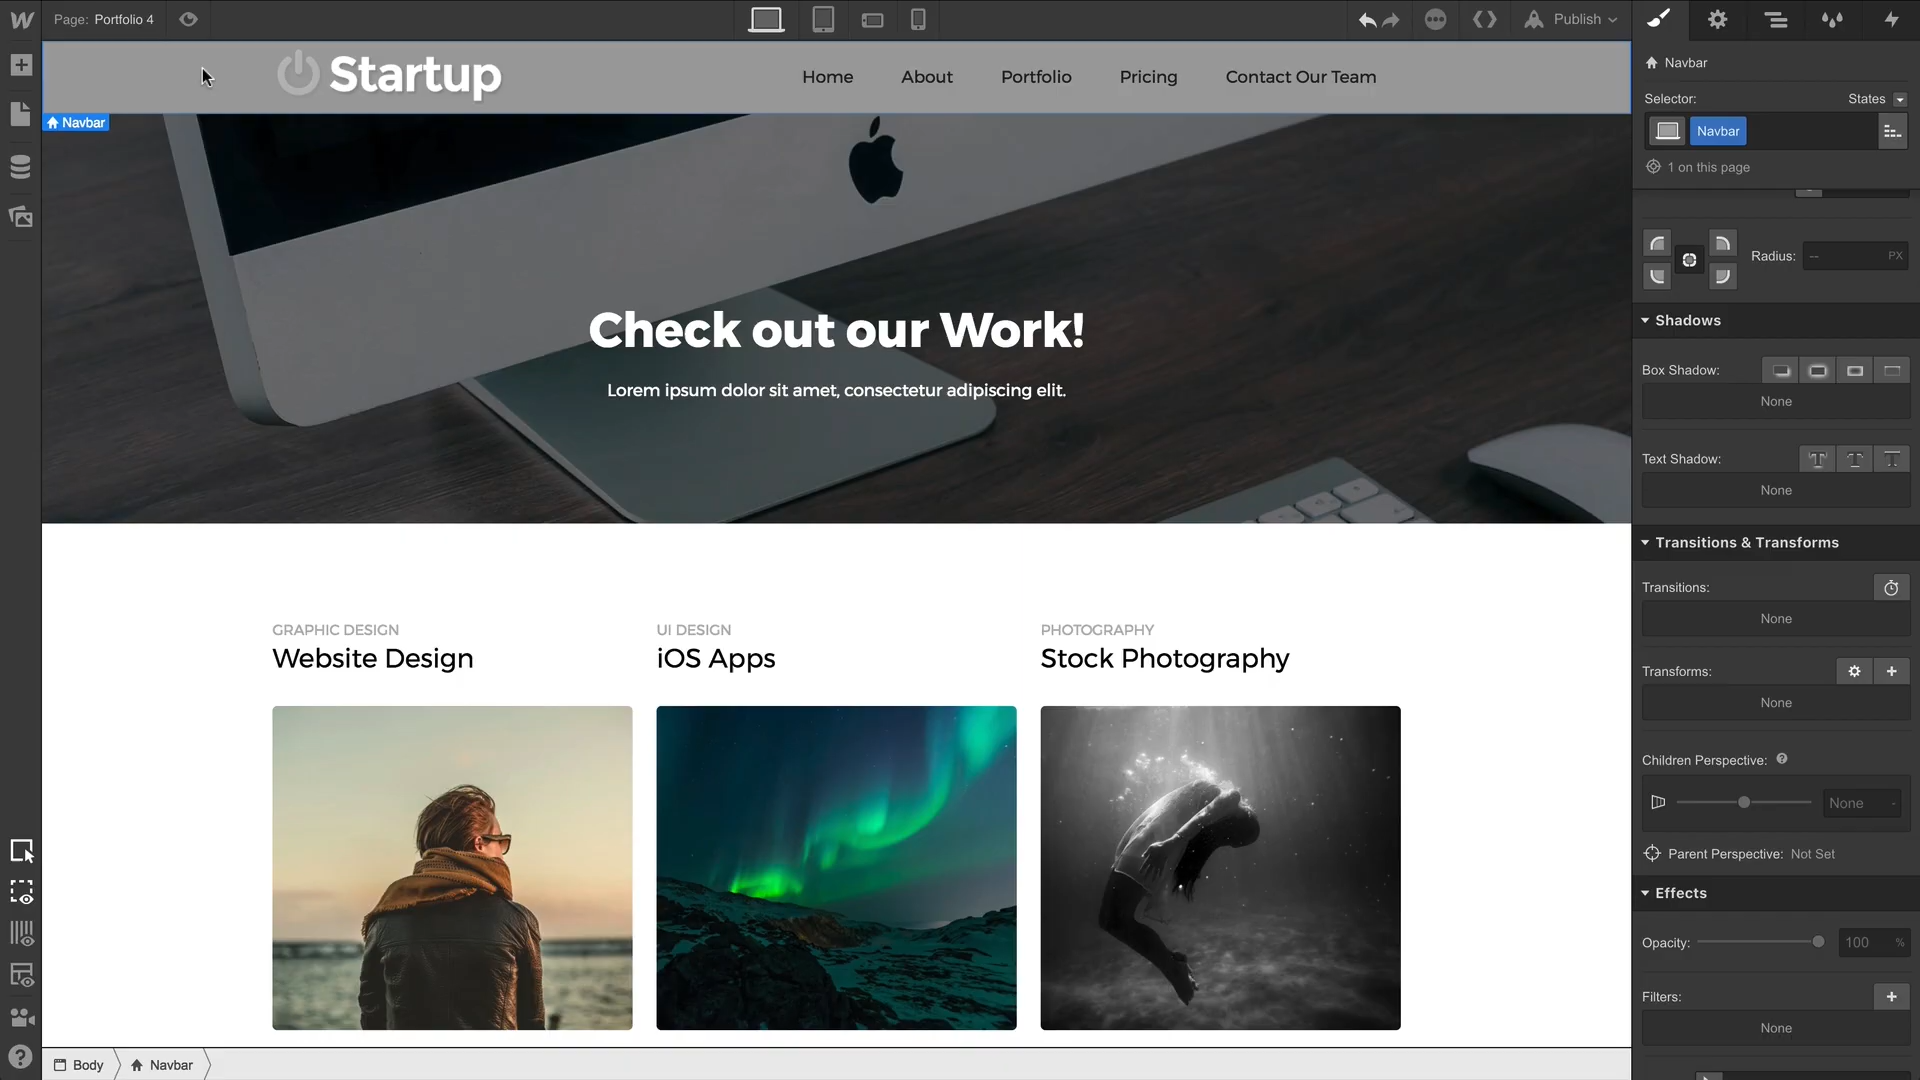 Page: Portfolio 4
Publish
Startup
Home
About
Portfolio
Pricing
Contact Our Team
Navbar
Check out our Work!
Lorem ipsum dolor sit amet, consectetur adipiscing elit.
GRAPHIC DESIGN
Website Design
UI DESIGN
iOS Apps
PHOTOGRAPHY
Stock Photography
Body
Navbar
Navbar
Selector:
States
Navbar
1 on this page
Radius:
--
PX
Shadows
Box Shadow:
None
Text Shadow:
None
Transitions & Transforms
Transitions:
None
Transforms:
None
Children Perspective:
None
-
Parent Perspective: Not Set
Effects
Opacity:
100
%
Filters:
None